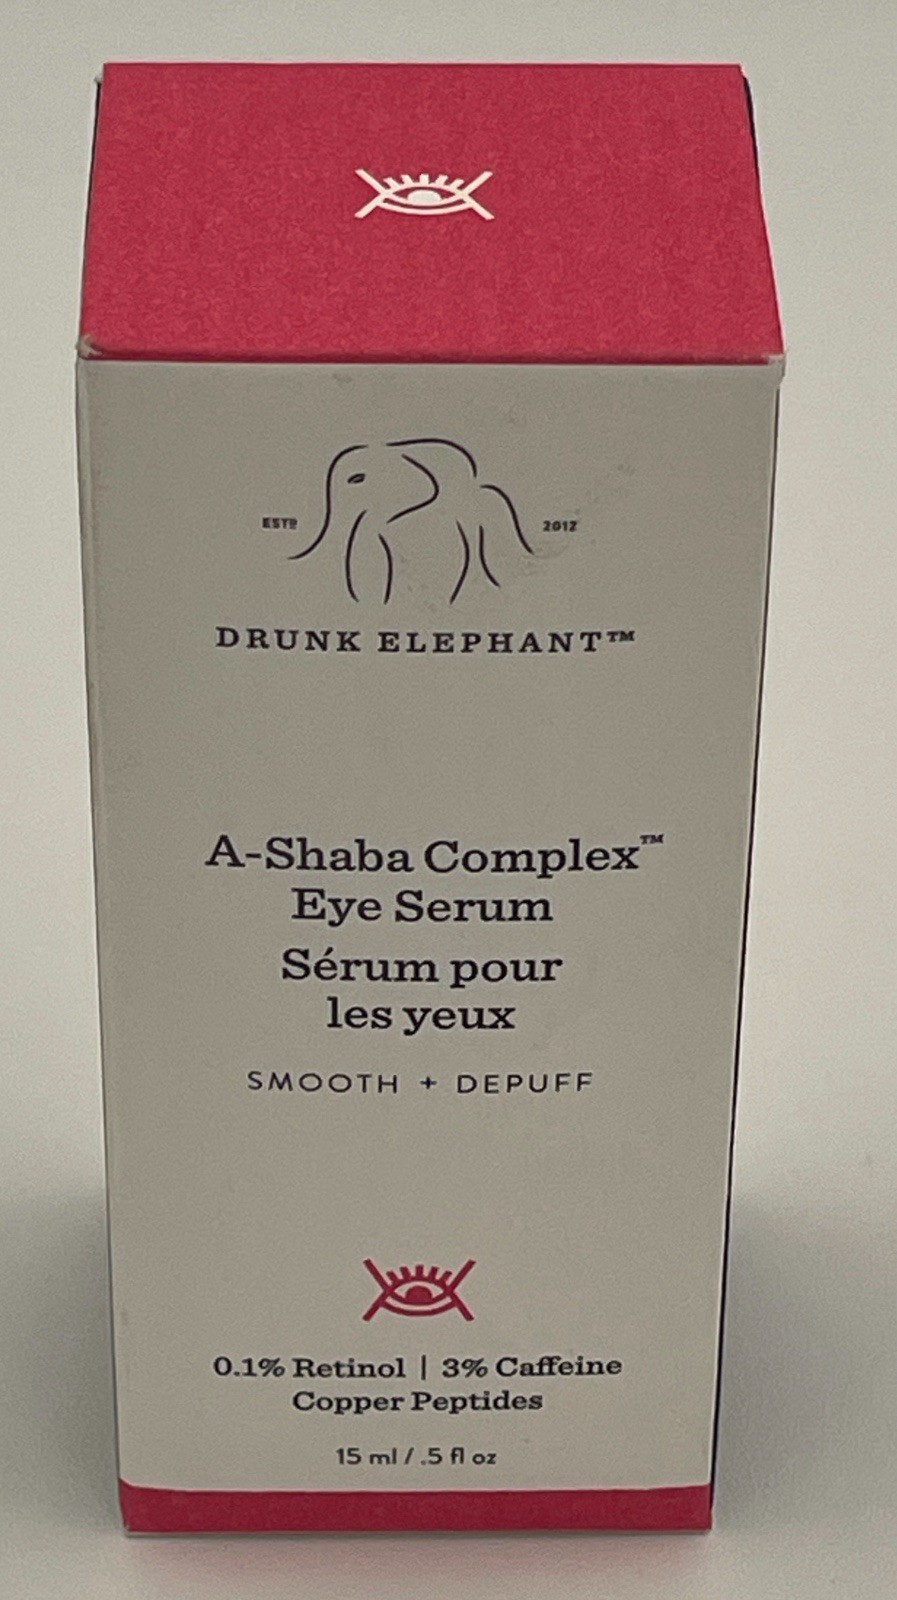 ESTD 2012
DRUNK ELEPHANT™
A-Shaba Complex™
Eye Serum
Sérum pour
les yeux
SMOOTH + DEPUFF
0.1% Retinol | 3% Caffeine
Copper Peptides
15 ml / .5 fl oz